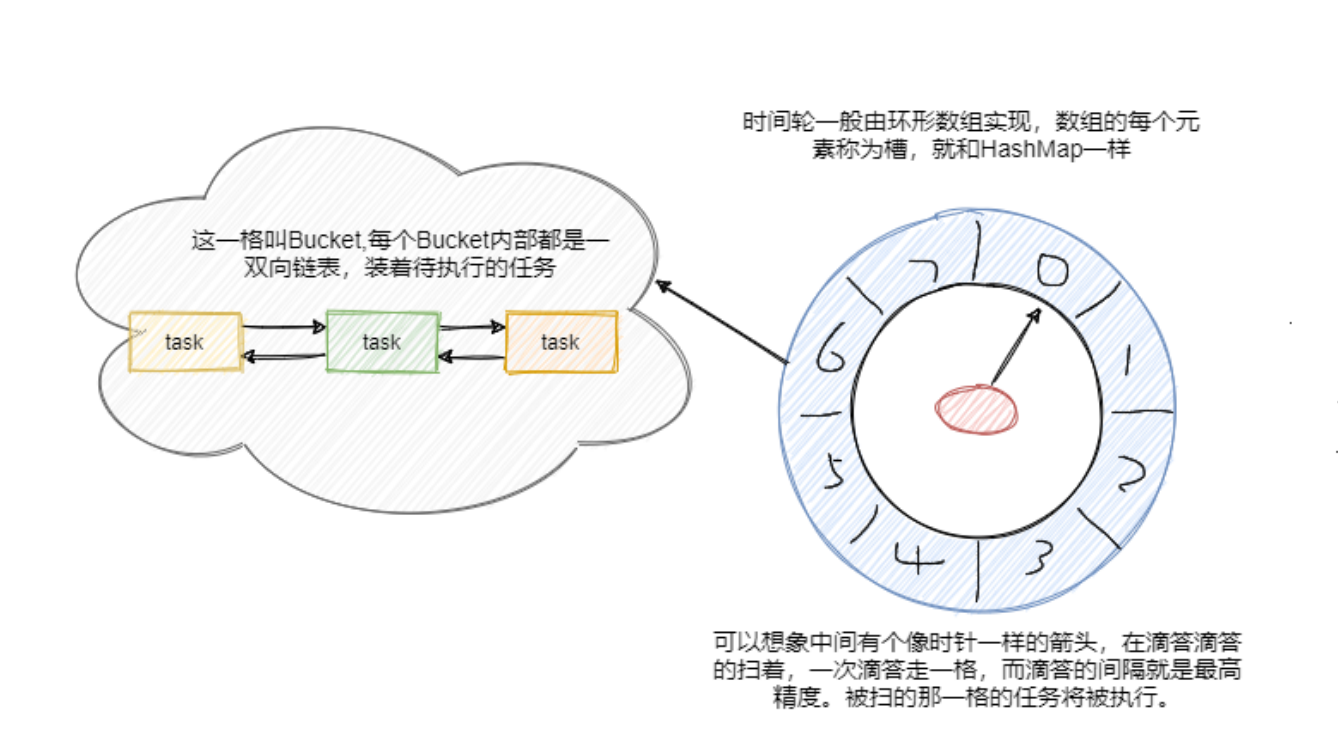 时间轮一般由环形数组实现，数组的每个元
素称为槽，就和HashMap一样
这一格叫Bucket,每个Bucket内部都是一
双向链表，装着待执行的任务
task
task
task
7
0
6
1
5
2
4
3
可以想象中间有个像时针一样的箭头，在滴答滴答
的扫着，一次滴答走一格，而滴答的间隔就是最高
精度。被扫的那一格的任务将被执行。